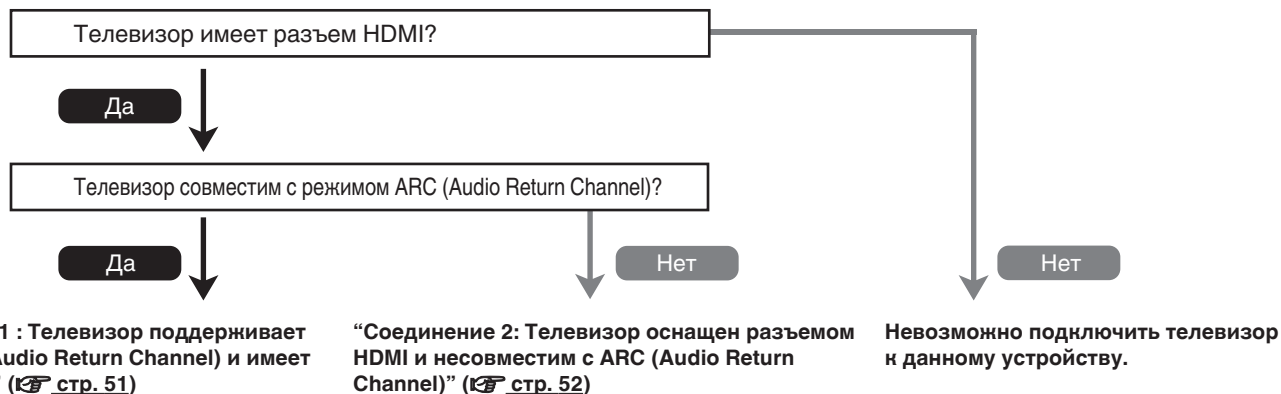 Телевизор имеет разъем HDMI?
Да
Телевизор совместим с режимом ARC (Audio Return Channel)?
Да
Нет
Нет
1 : Телевизор поддерживает
Audio Return Channel) и имеет
” (☞ стр. 51)
“Соединение 2: Телевизор оснащен разъемом
HDMI и несовместим с ARC (Audio Return
Channel)” (☞ стр. 52)
Невозможно подключить телевизор
к данному устройству.